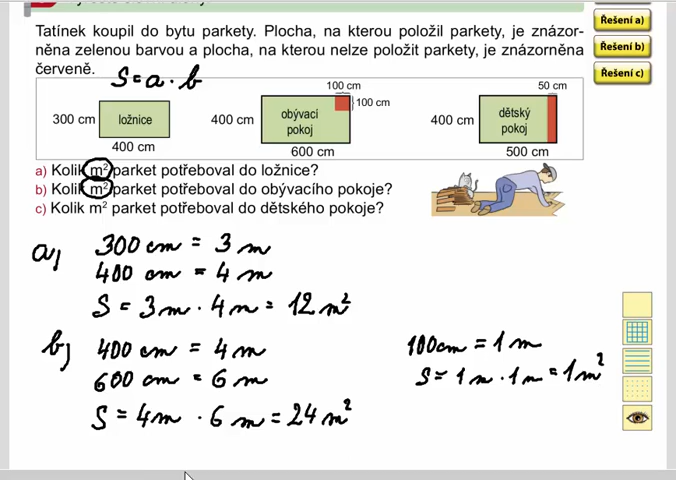 Řešení a)
Tatínek koupil do bytu parkety. Plocha, na kterou položil parkety, je znázor-
něna zelenou barvou a plocha, na kterou nelze položit parkety, je znázorněna
Řešení b)
červeně.
Řešení c)
S = a · b
100 cm
50 cm
300 cm
ložnice
400 cm
400 cm
obývací
pokoj
100 cm
600 cm
400 cm
dětský
pokoj
500 cm
a) Kolik m² parket potřeboval do ložnice?
b) Kolik m² parket potřeboval do obývacího pokoje?
c) Kolik m² parket potřeboval do dětského pokoje?
a) 300 cm = 3 m
400 cm = 4 m
S = 3 m · 4 m = 12 m²
b) 400 cm = 4 m
600 cm = 6 m
S = 4 m · 6 m = 24 m²
100 cm = 1 m
S = 1 m · 1 m = 1 m²